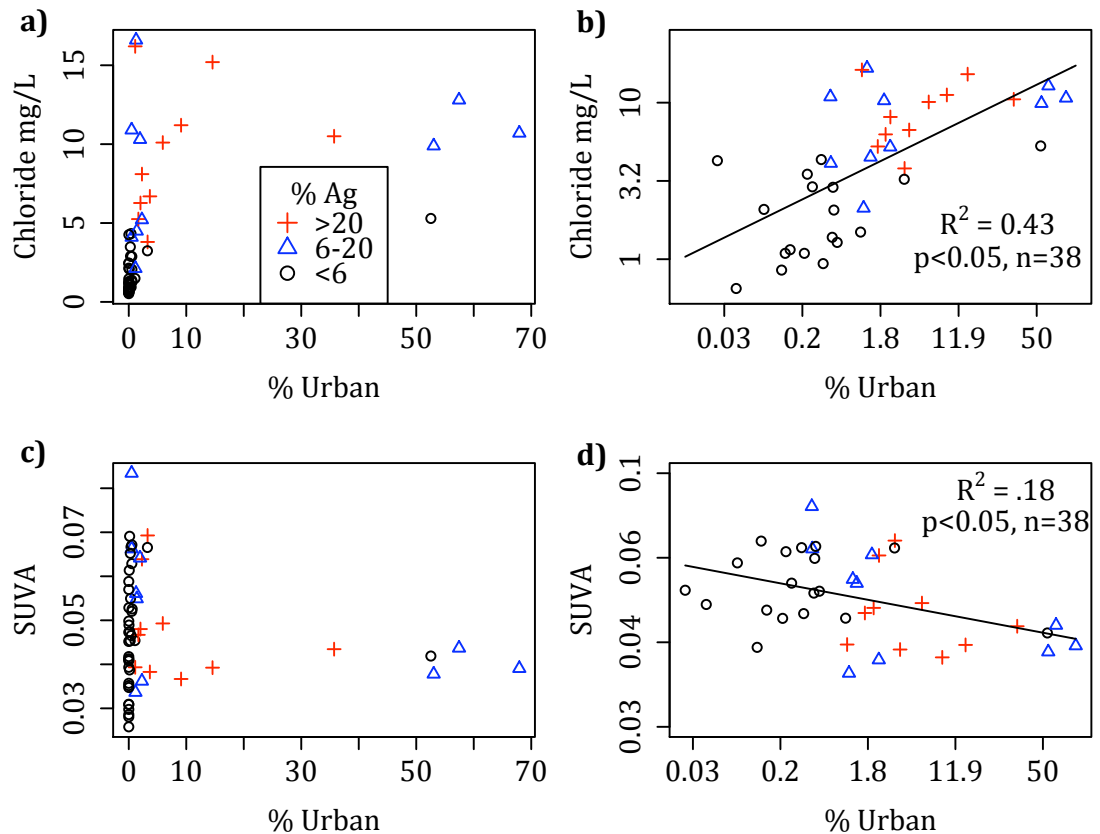 a)
Chloride mg/L
15
10
5
0
0 10 30 50 70
% Urban
% Ag
>20
6-20
<6
b)
Chloride mg/L
10
3.2
1
0.03 0.2 1.8 11.9 50
% Urban
R² = 0.43
p<0.05, n=38
c)
SUVA
0.07
0.05
0.03
0 10 30 50 70
% Urban
d)
SUVA
0.1
0.06
0.04
0.03
0.03 0.2 1.8 11.9 50
% Urban
R² = .18
p<0.05, n=38